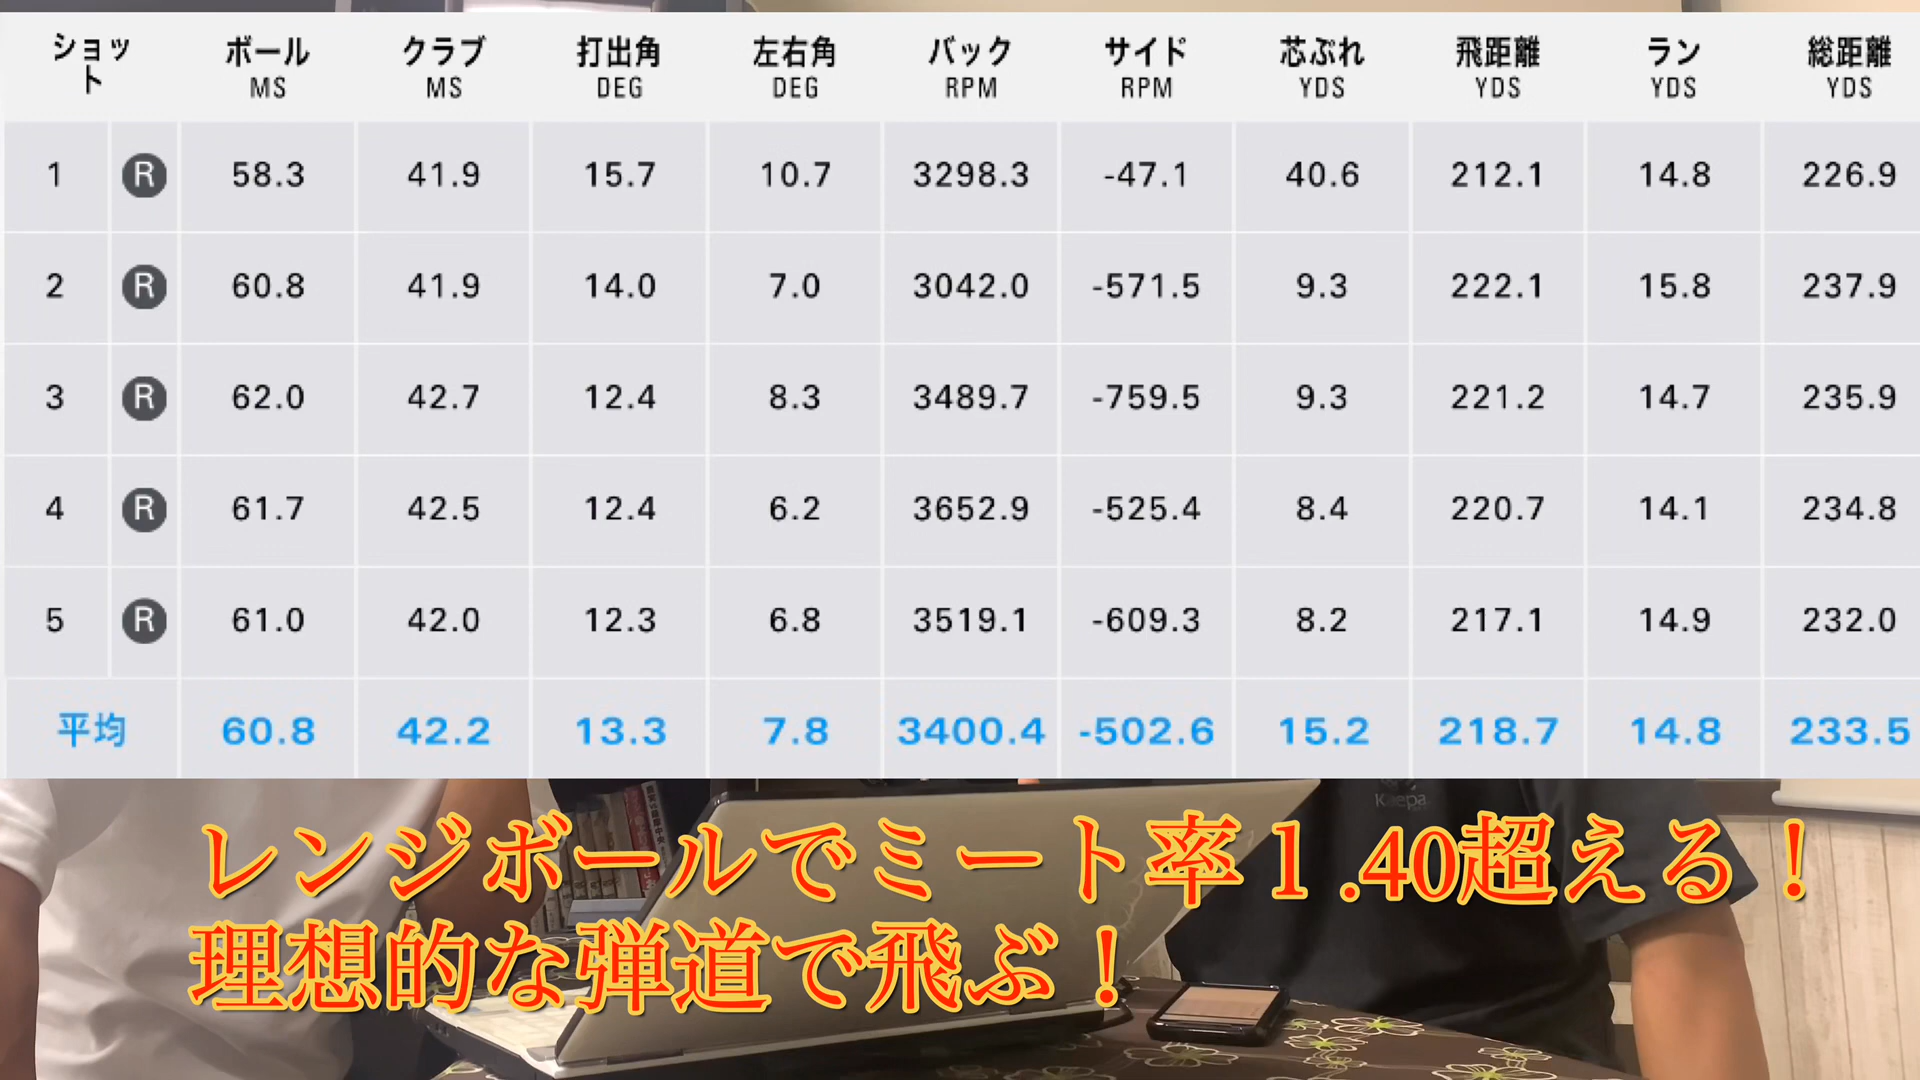 ショット ボール MS クラブ MS 打出角 DEG 左右角 DEG バック RPM サイド RPM 芯ぶれ YDS 飛距離 YDS ラン YDS 総距離 YDS
1 R 58.3 41.9 15.7 10.7 3298.3 -47.1 40.6 212.1 14.8 226.9
2 R 60.8 41.9 14.0 7.0 3042.0 -571.5 9.3 222.1 15.8 237.9
3 R 62.0 42.7 12.4 8.3 3489.7 -759.5 9.3 221.2 14.7 235.9
4 R 61.7 42.5 12.4 6.2 3652.9 -525.4 8.4 220.7 14.1 234.8
5 R 61.0 42.0 12.3 6.8 3519.1 -609.3 8.2 217.1 14.9 232.0
平均 60.8 42.2 13.3 7.8 3400.4 -502.6 15.2 218.7 14.8 233.5
レンジボールでミート率１.40超える！
理想的な弾道で飛ぶ！